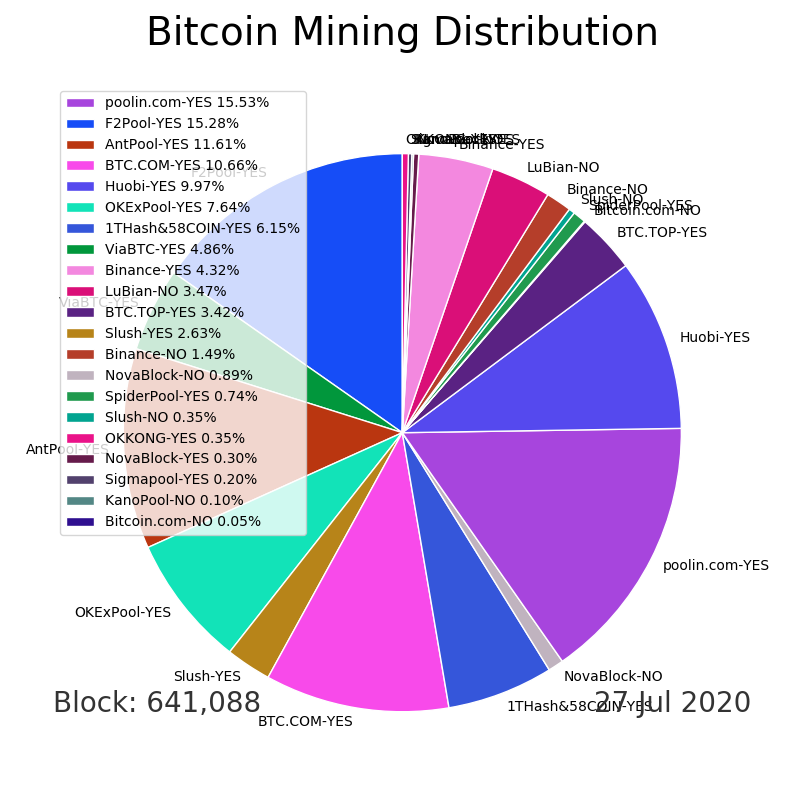 Bitcoin Mining Distribution
poolin.com-YES 15.53%
F2Pool-YES 15.28%
AntPool-YES 11.61%
BTC.COM-YES 10.66%
Huobi-YES 9.97%
OKExPool-YES 7.64%
1THash&58COIN-YES 6.15%
ViaBTC-YES 4.86%
Binance-YES 4.32%
LuBian-NO 3.47%
BTC.TOP-YES 3.42%
Slush-YES 2.63%
Binance-NO 1.49%
NovaBlock-NO 0.89%
SpiderPool-YES 0.74%
Slush-NO 0.35%
OKKONG-YES 0.35%
NovaBlock-YES 0.30%
Sigmapool-YES 0.20%
KanoPool-NO 0.10%
Bitcoin.com-NO 0.05%
Binance-YES
LuBian-NO
Binance-NO
Slush-NO
SpiderPool-YES
Bitcoin.com-NO
BTC.TOP-YES
Huobi-YES
poolin.com-YES
NovaBlock-NO
1THash&58COIN-YES
BTC.COM-YES
Slush-YES
OKExPool-YES
AntPool-YES
ViaBTC-YES
F2Pool-YES
Block: 641,088
27 Jul 2020